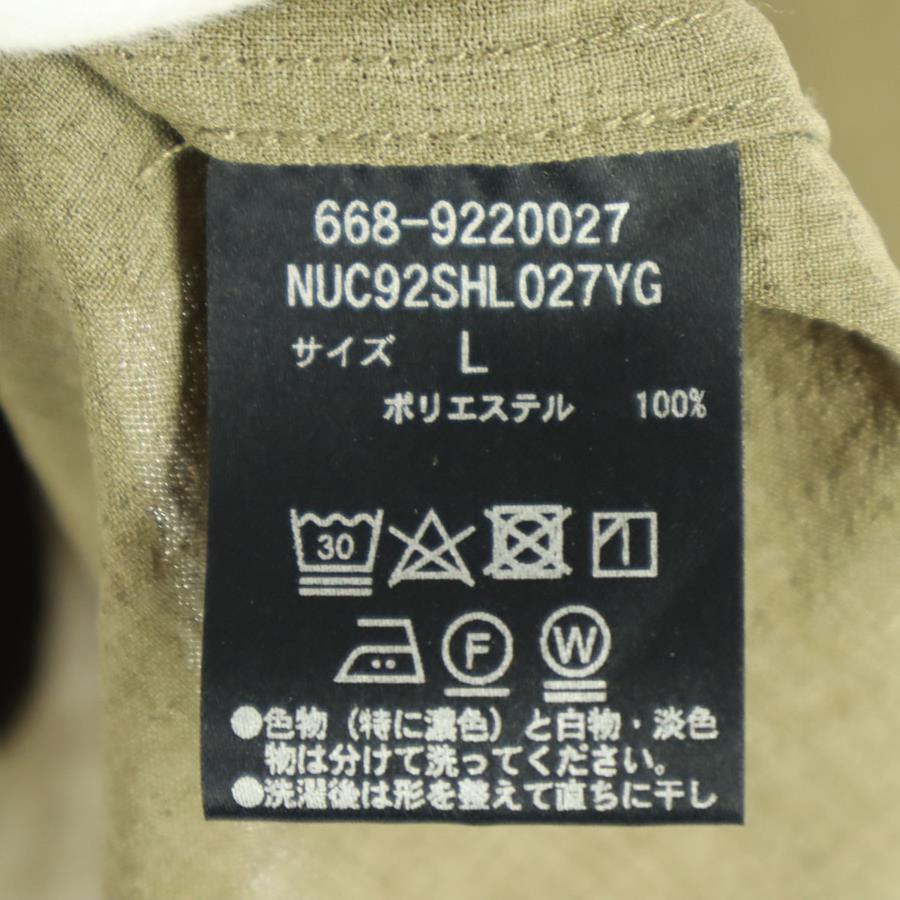 668-9220027
NUC92SHL027YG
サイズ L
ポリエステル 100%
30
F W
●色物(特に濃色)と白物・淡色
物は分けて洗ってください。
●洗濯後は形を整えて直ちに干し